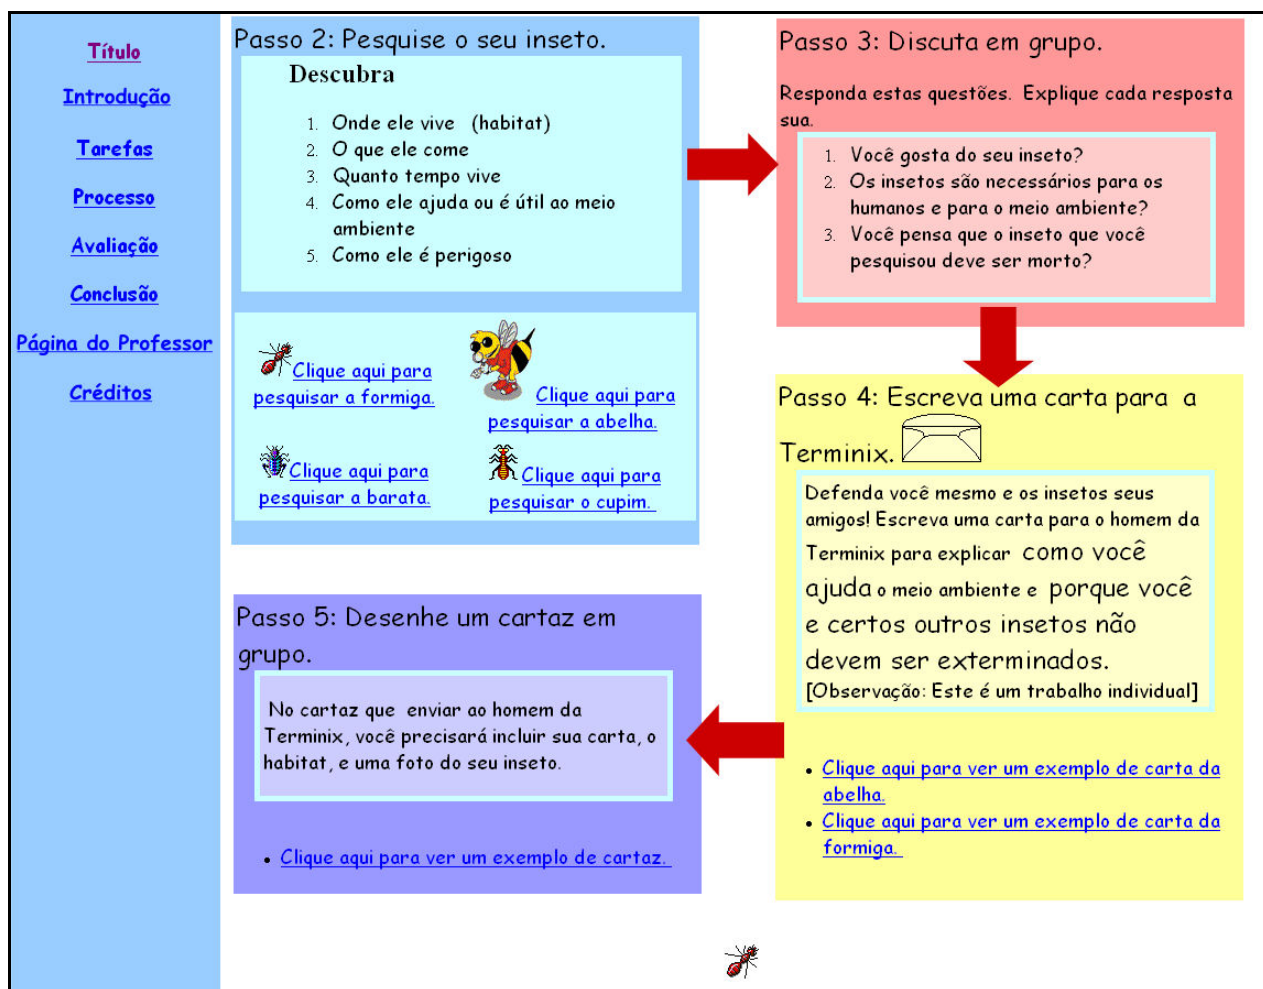 Título
Introdução
Tarefas
Processo
Avaliação
Conclusão
Página do Professor
Créditos
Passo 2: Pesquise o seu inseto.
Descubra
1. Onde ele vive (habitat)
2. O que ele come
3. Quanto tempo vive
4. Como ele ajuda ou é útil ao meio
ambiente
5. Como ele é perigoso
Clique aqui para
pesquisar a formiga.
Clique aqui para
pesquisar a abelha.
Clique aqui para
pesquisar a barata.
Clique aqui para
pesquisar o cupim.
Passo 3: Discuta em grupo.
Responda estas questões. Explique cada resposta
sua.
1. Você gosta do seu inseto?
2. Os insetos são necessários para os
humanos e para o meio ambiente?
3. Você pensa que o inseto que você
pesquisou deve ser morto?
Passo 4: Escreva uma carta para a
Terminix.
Defenda você mesmo e os insetos seus
amigos! Escreva uma carta para o homem da
Terminix para explicar como você
ajuda o meio ambiente e porque você
e certos outros insetos não
devem ser exterminados.
[Observação: Este é um trabalho individual]
• Clique aqui para ver um exemplo de carta da
abelha.
• Clique aqui para ver um exemplo de carta da
formiga.
Passo 5: Desenhe um cartaz em
grupo.
No cartaz que enviar ao homem da
Terminix, você precisará incluir sua carta, o
habitat, e uma foto do seu inseto.
• Clique aqui para ver um exemplo de cartaz.